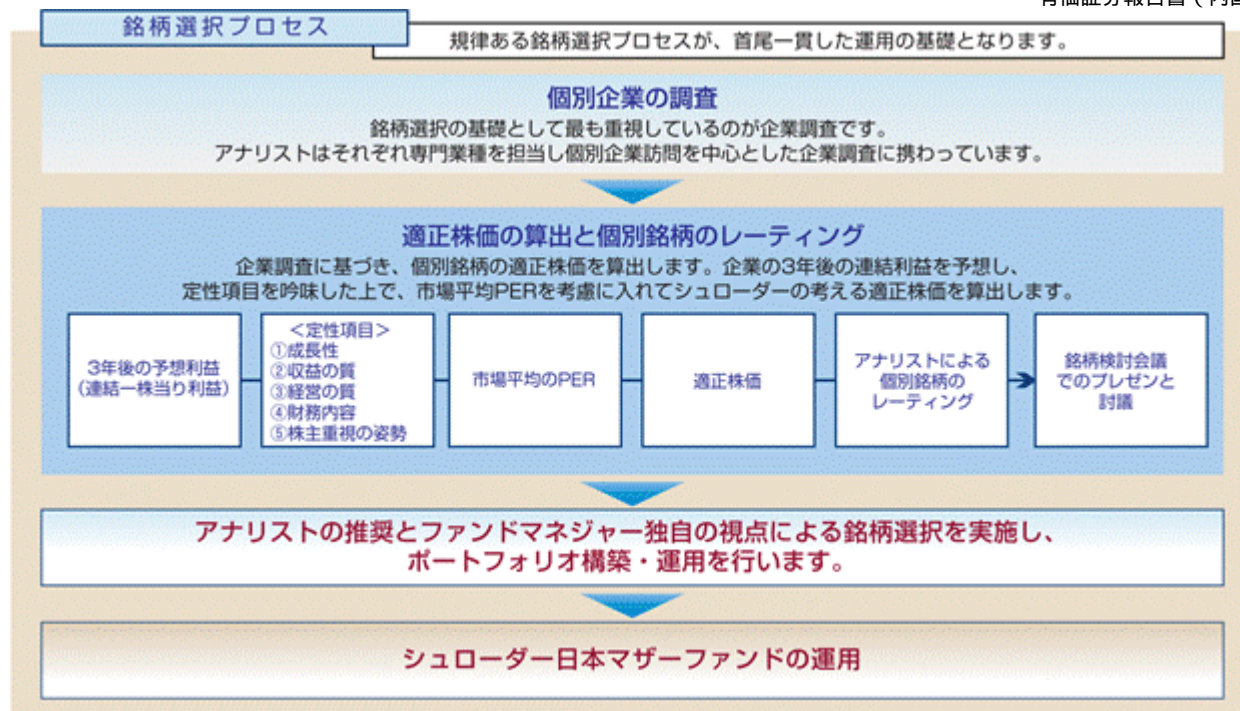 有価証券報告書(内国
銘柄選択プロセス
規律ある銘柄選択プロセスが、首尾一貫した運用の基礎となります。
個別企業の調査
銘柄選択の基礎として最も重視しているのが企業調査です。
アナリストはそれぞれ専門業種を担当し個別企業訪問を中心とした企業調査に携わっています。
適正株価の算出と個別銘柄のレーティング
企業調査に基づき、個別銘柄の適正株価を算出します。企業の3年後の連結利益を予想し、
定性項目を吟味した上で、市場平均PERを考慮に入れてシュローダーの考える適正株価を算出します。
3年後の予想利益
(連結一株当り利益)
<定性項目>
①成長性
②収益の質
③経営の質
④財務内容
⑤株主重視の姿勢
市場平均のPER
適正株価
アナリストによる
個別銘柄の
レーティング
銘柄検討会議
でのプレゼンと
討議
アナリストの推奨とファンドマネジャー独自の視点による銘柄選択を実施し、
ポートフォリオ構築・運用を行います。
シュローダー日本マザーファンドの運用